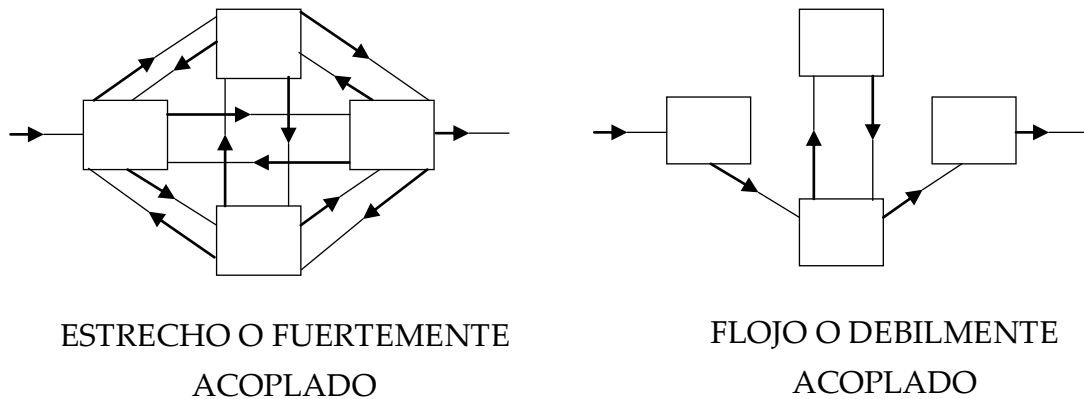 ESTRECHO O FUERTEMENTE
ACOPLADO
FLOJO O DEBILMENTE
ACOPLADO